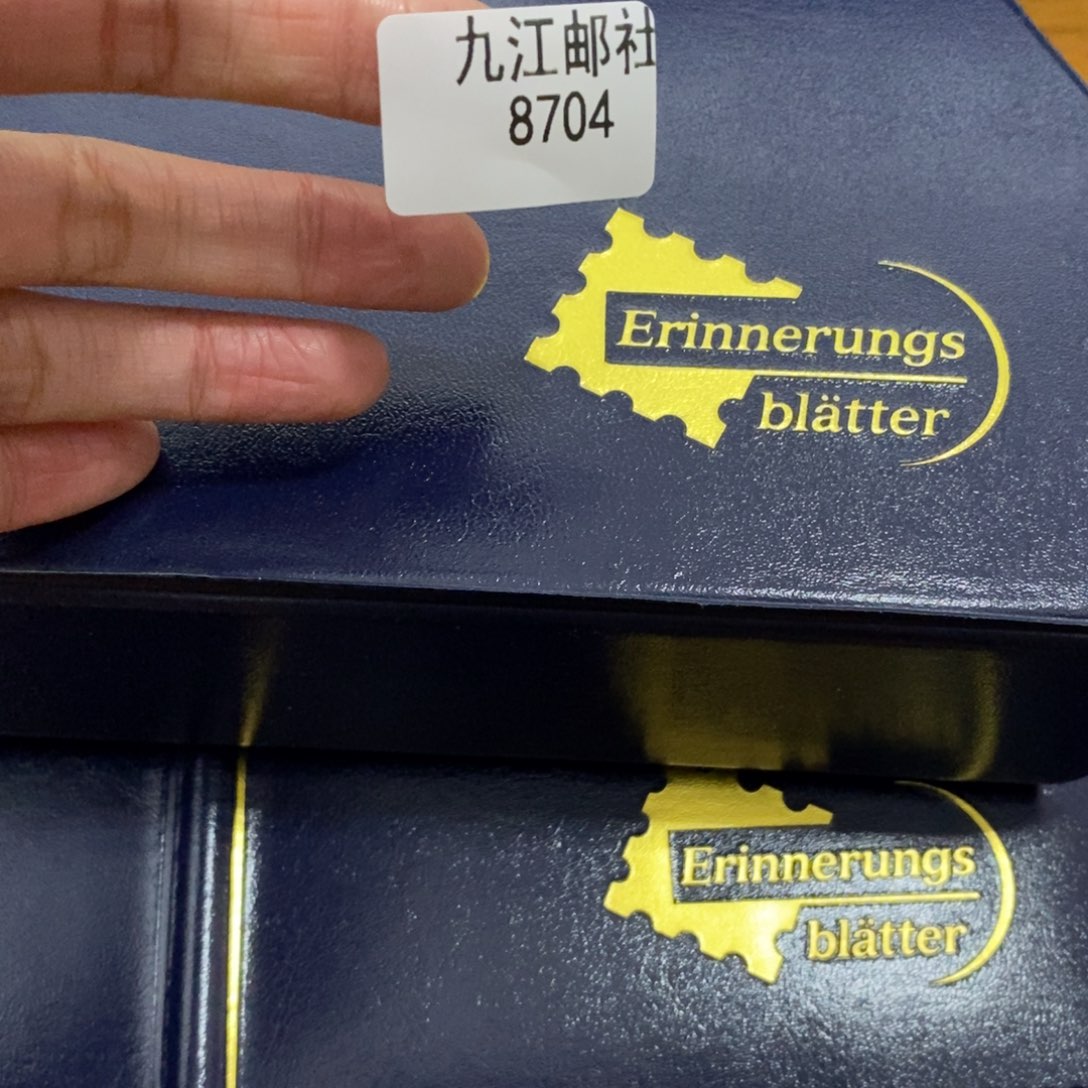 九江邮社
8704
Erinnerungs
blätter
Erinnerungs
blätter